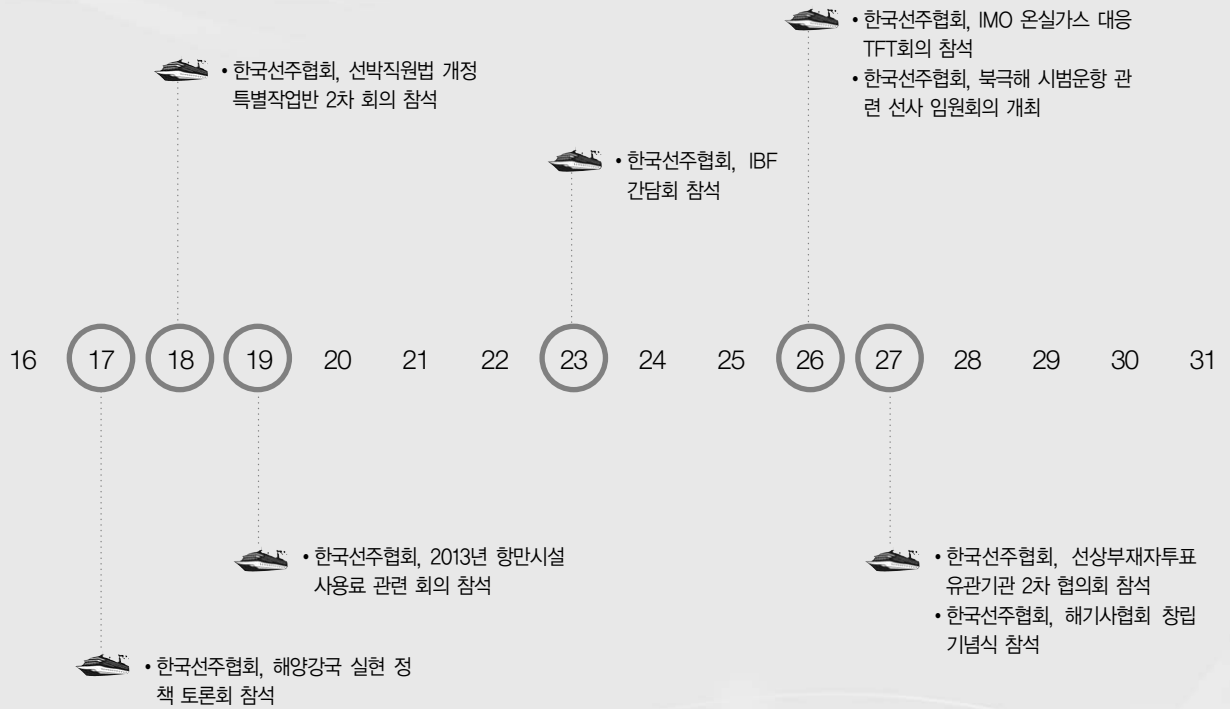 • 한국선주협회, IMO 온실가스 대응
TFT회의 참석
• 한국선주협회, 북극해 시범운항 관
련 선사 임원회의 개최
• 한국선주협회, 선박직원법 개정
특별작업반 2차 회의 참석
• 한국선주협회, IBF
간담회 참석
16 17 18 19 20 21 22 23 24 25 26 27 28 29 30 31
• 한국선주협회, 2013년 항만시설
사용료 관련 회의 참석
• 한국선주협회, 선상부재자투표
유관기관 2차 협의회 참석
• 한국선주협회, 해기사협회 창립
기념식 참석
• 한국선주협회, 해양강국 실현 정
책 토론회 참석